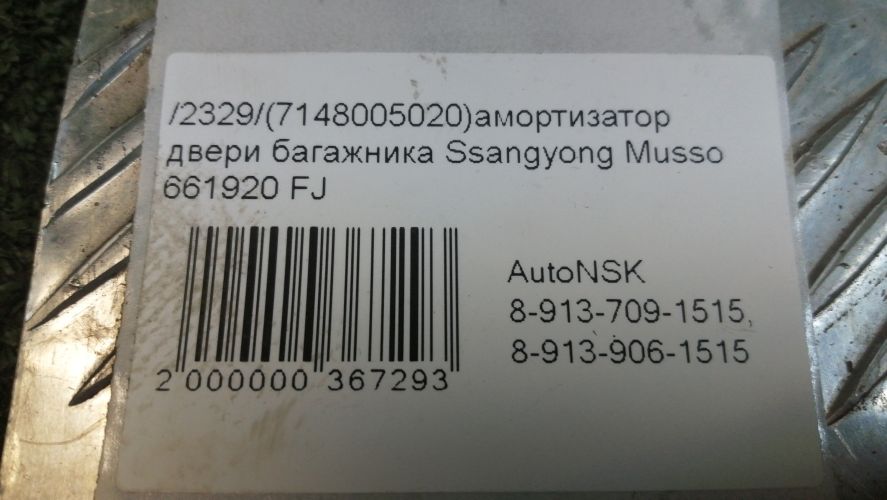 /2329/(7148005020)амортизатор
двери багажника Ssangyong Musso
661920 FJ
AutoNSK
8-913-709-1515,
8-913-906-1515
2 000000 367293